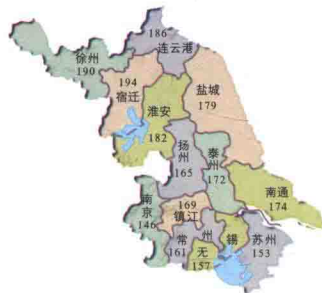 186
连云港
徐州
190
194
宿迁
淮安
182
盐城
179
扬州
165
泰州
172
南通
174
南京
146
169
镇江
常州
161
无锡
157
苏州
153